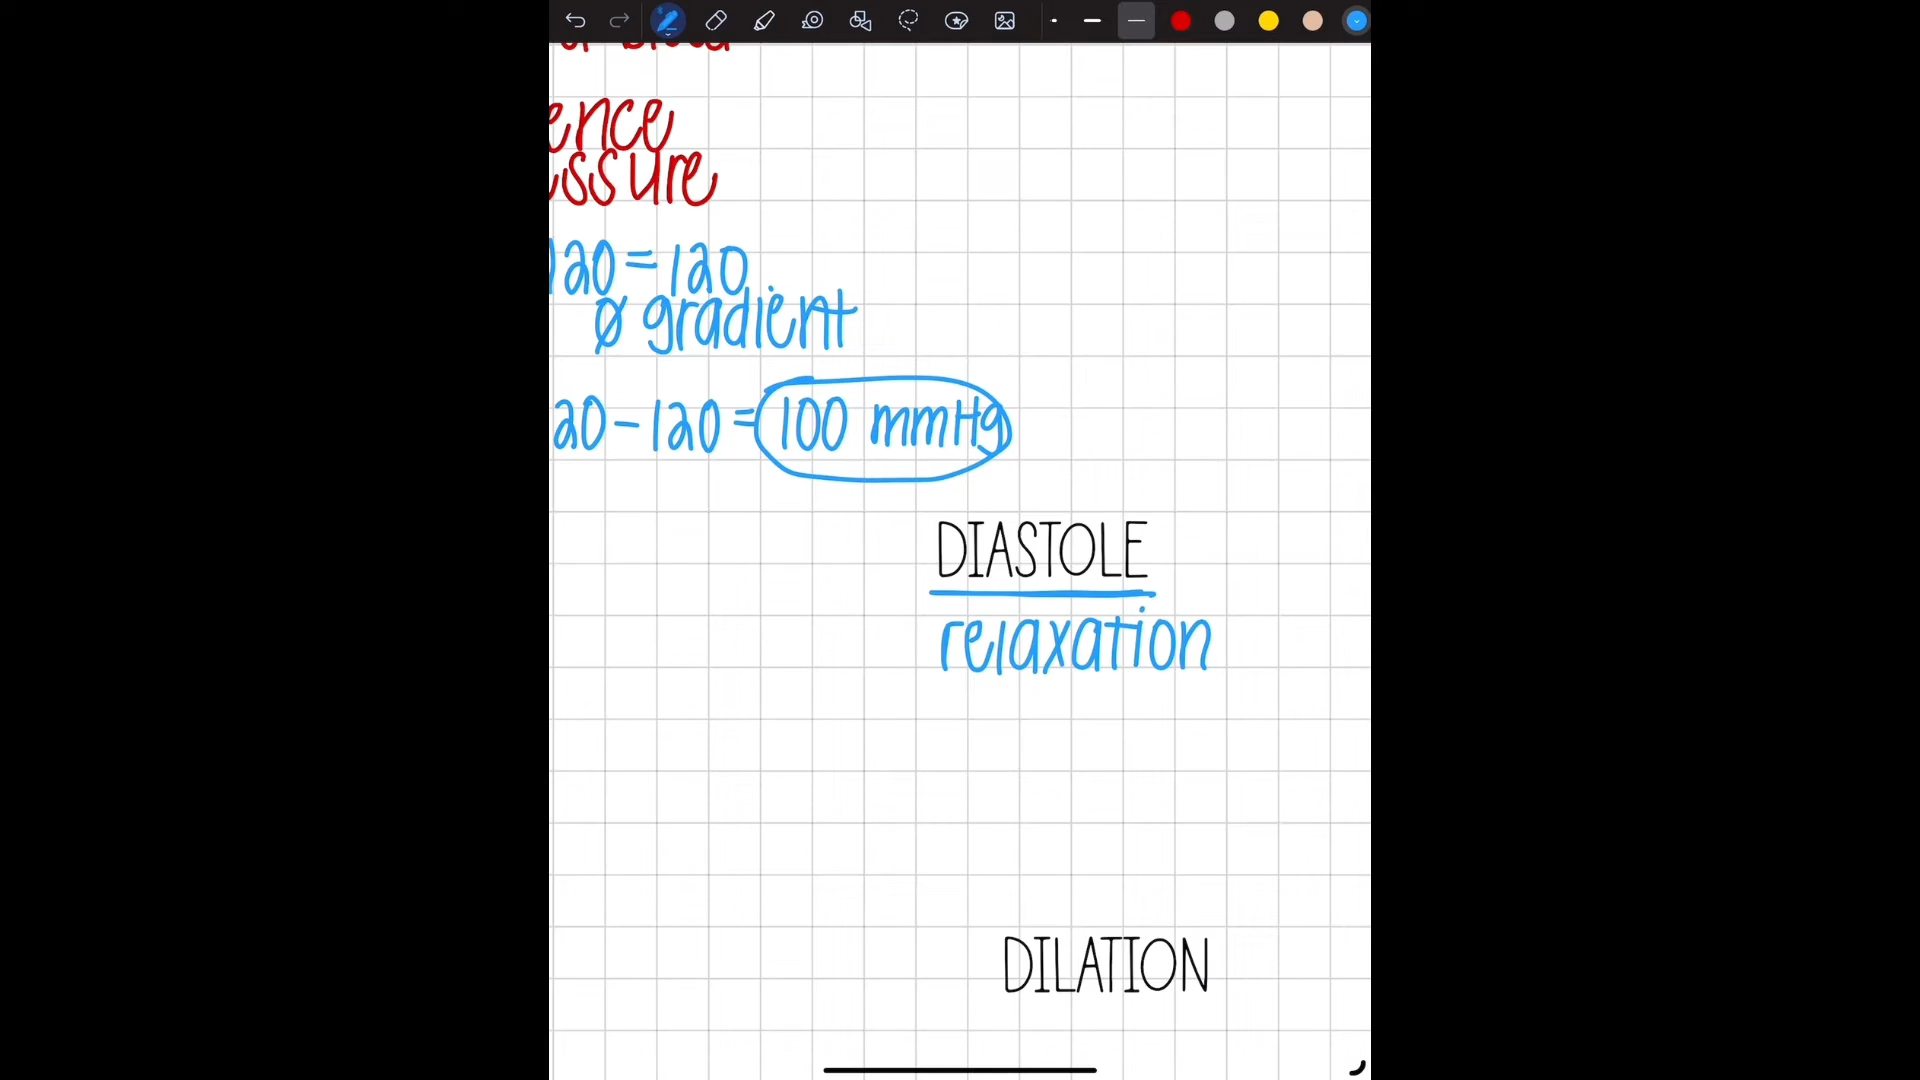 ence
ssure
120 = 120
Ø gradient
20 - 120 = 100 mmHg
DIASTOLE
relaxation
DILATION